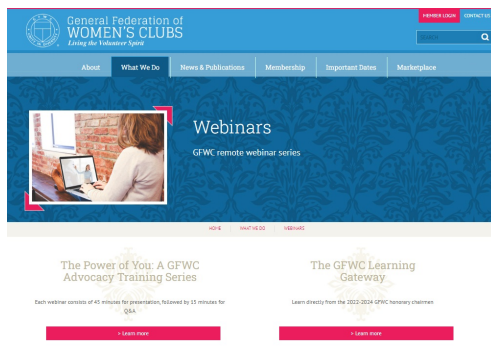 MEMBER LOGIN
CONTACT US
General Federation of
WOMEN'S CLUBS
Living the Volunteer Spirit
SEARCH
About
What We Do
News & Publications
Membership
Important Dates
Marketplace
Webinars
GFWC remote webinar series
HOME
WHAT WE DO
WEBINARS
The Power of You: A GFWC
Advocacy Training Series
Each webinar consists of 45 minutes for presentation, followed by 15 minutes for
Q&A
» Learn more
The GFWC Learning
Gateway
Learn directly from the 2022-2024 GFWC honorary chairmen
» Learn more